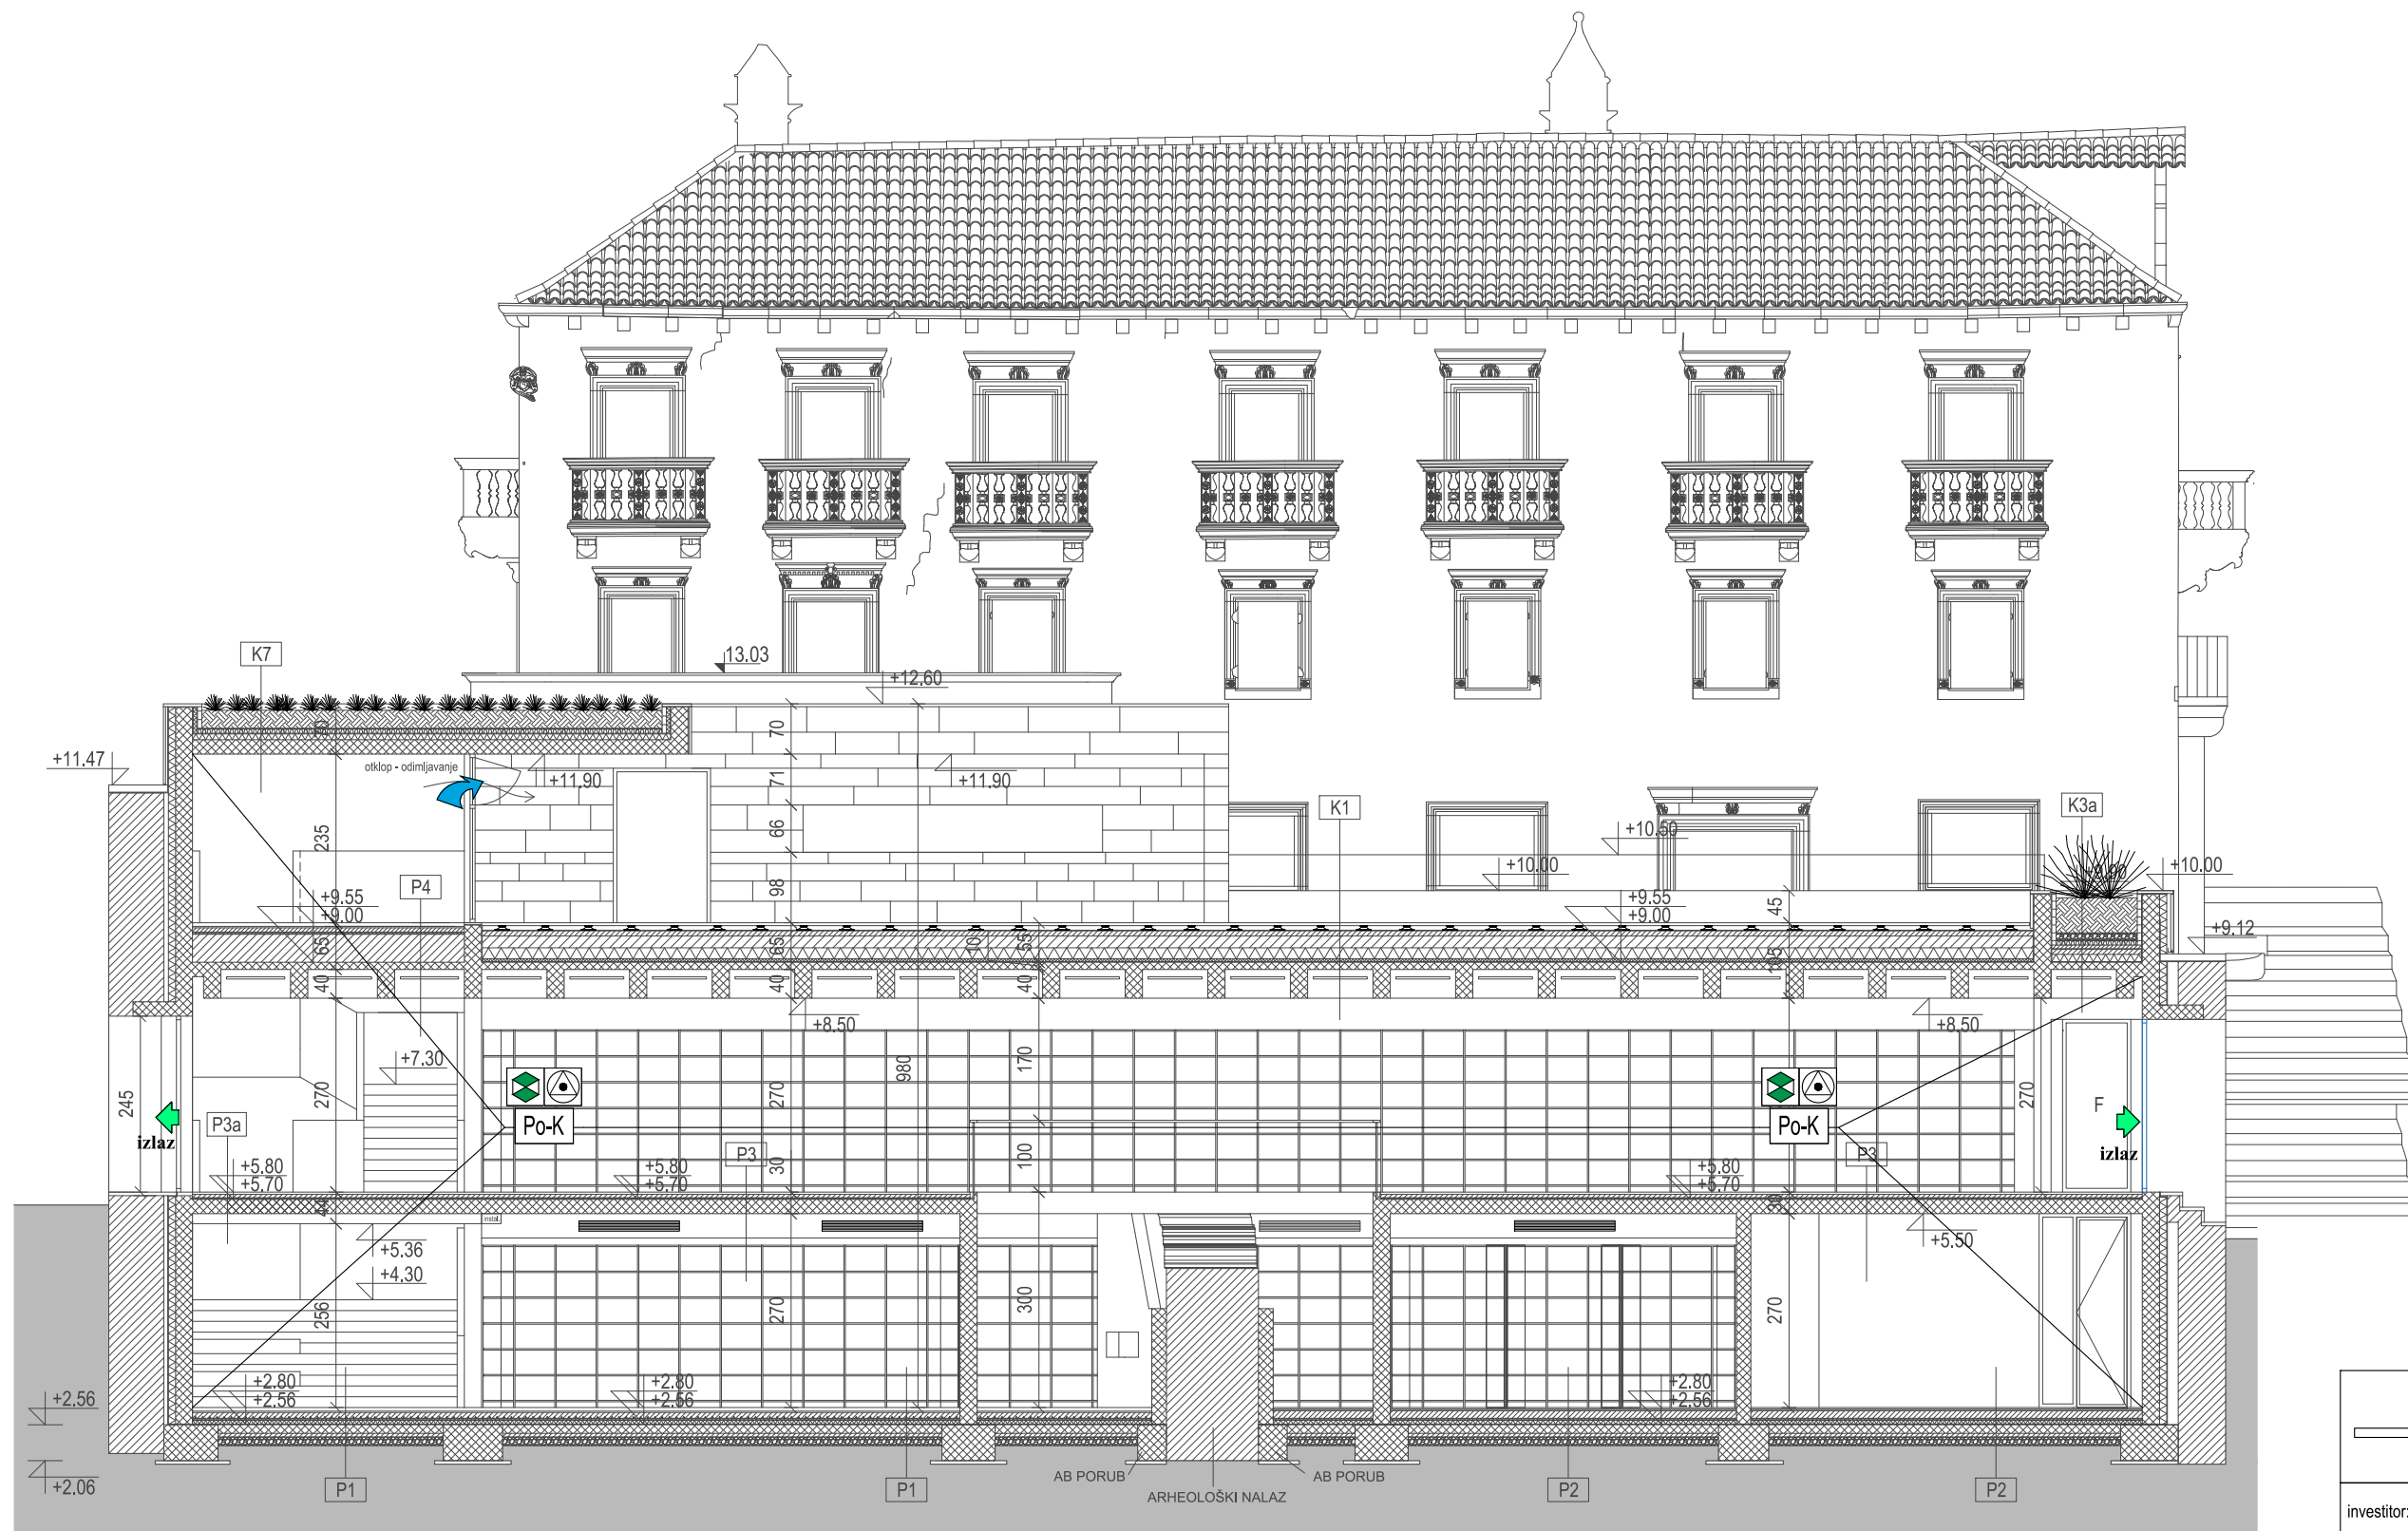 K7
13.03
+12.60
70
70
+11.47
otklop - odimljavanje
+11.90
+11.90
71
K1
K3a
66
235
+10.50
+10.00
+10.00
P4
98
+9.55
+9.00
+9.55
+9.00
45
+9.12
65
65
10
55
105
40
40
40
+8.50
+8.50
+7.30
980
170
245
270
270
270
F
P3a
izlaz
Po-K
Po-K
izlaz
P3
P3
100
30
+5.80
+5.70
+5.80
+5.70
+5.80
+5.70
44
30
instal.
+5.36
+5.50
+4.30
256
270
300
270
+2.80
+2.56
+2.80
+2.56
+2.80
+2.56
+2.56
+2.06
AB PORUB
AB PORUB
P1
P1
ARHEOLOŠKI NALAZ
P2
P2
investitor: